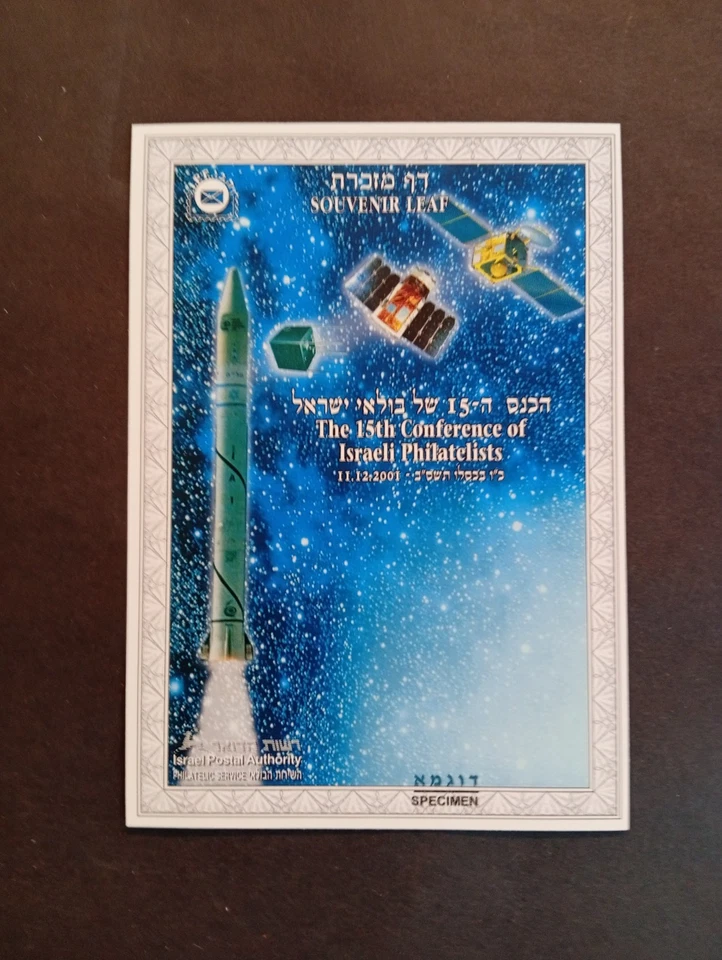 דף מזכרת
SOUVENIR LEAF
הכנס ה-15 של בולאי ישראל
The 15th Conference of
Israeli Philatelists
כ"ו בכסלו תשס"ב - 11.12.2001
I
A
I
רשות הדואר
Israel Postal Authority
PHILATELIC SERVICE השירות הבולאי
דוגמא
SPECIMEN